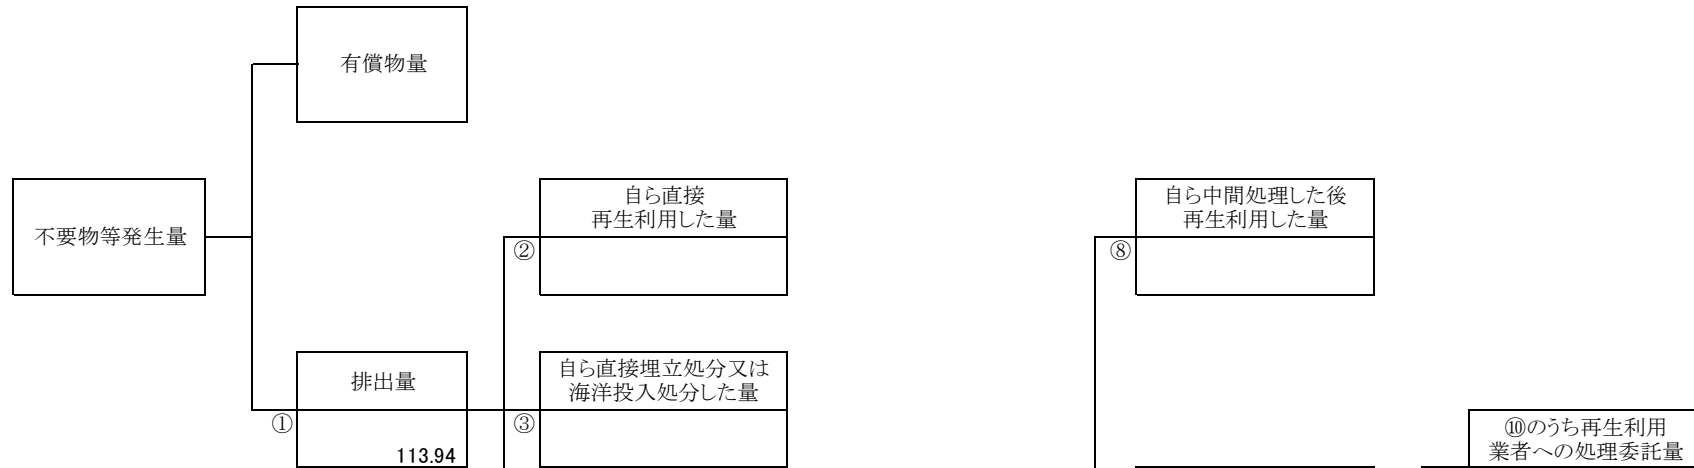 有償物量
不要物等発生量
自ら直接
再生利用した量
②
自ら中間処理した後
再生利用した量
⑧
排出量
①
113.94
自ら直接埋立処分又は
海洋投入処分した量
③
⑩のうち再生利用
業者への処理委託量